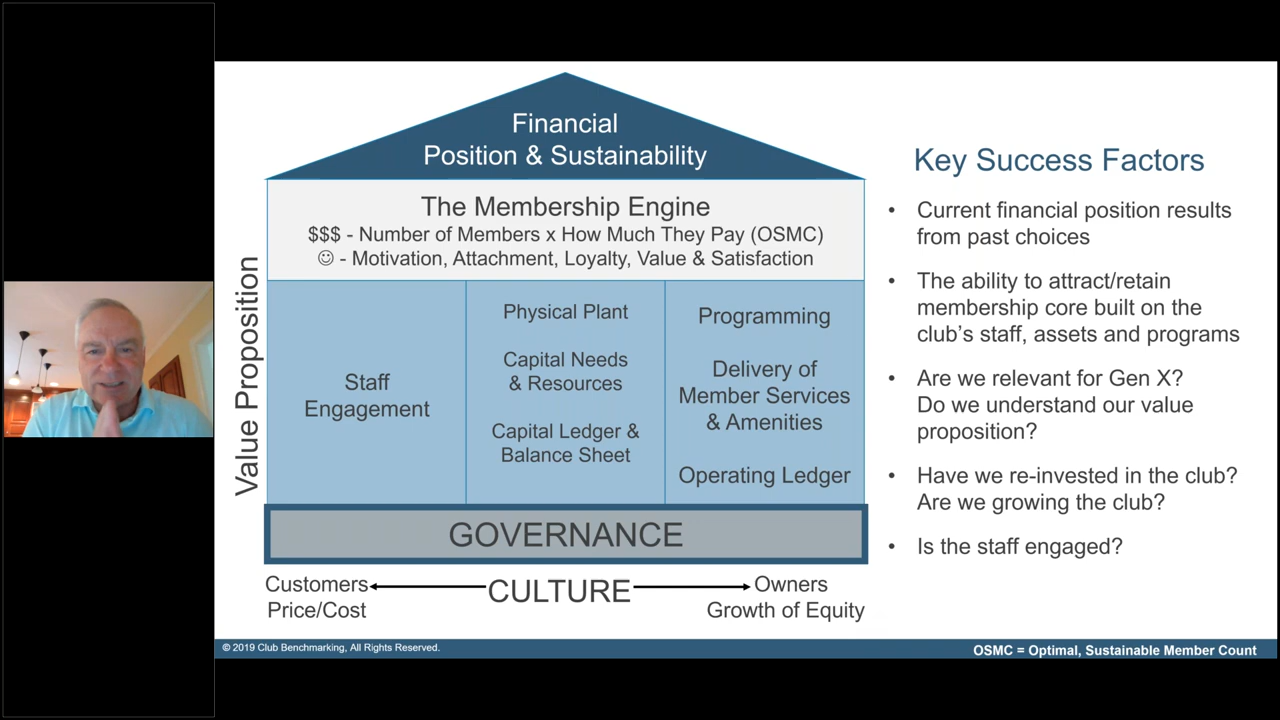 Financial
Position & Sustainability
The Membership Engine
$$$ - Number of Members x How Much They Pay (OSMC)
☺ - Motivation, Attachment, Loyalty, Value & Satisfaction
Value Proposition
Staff
Engagement
Physical Plant
Capital Needs
& Resources
Capital Ledger &
Balance Sheet
Programming
Delivery of
Member Services
& Amenities
Operating Ledger
GOVERNANCE
Customers
Price/Cost
CULTURE
Owners
Growth of Equity
Key Success Factors
• Current financial position results
from past choices
• The ability to attract/retain
membership core built on the
club's staff, assets and programs
• Are we relevant for Gen X?
Do we understand our value
proposition?
• Have we re-invested in the club?
Are we growing the club?
• Is the staff engaged?
© 2019 Club Benchmarking, All Rights Reserved.
OSMC = Optimal, Sustainable Member Count